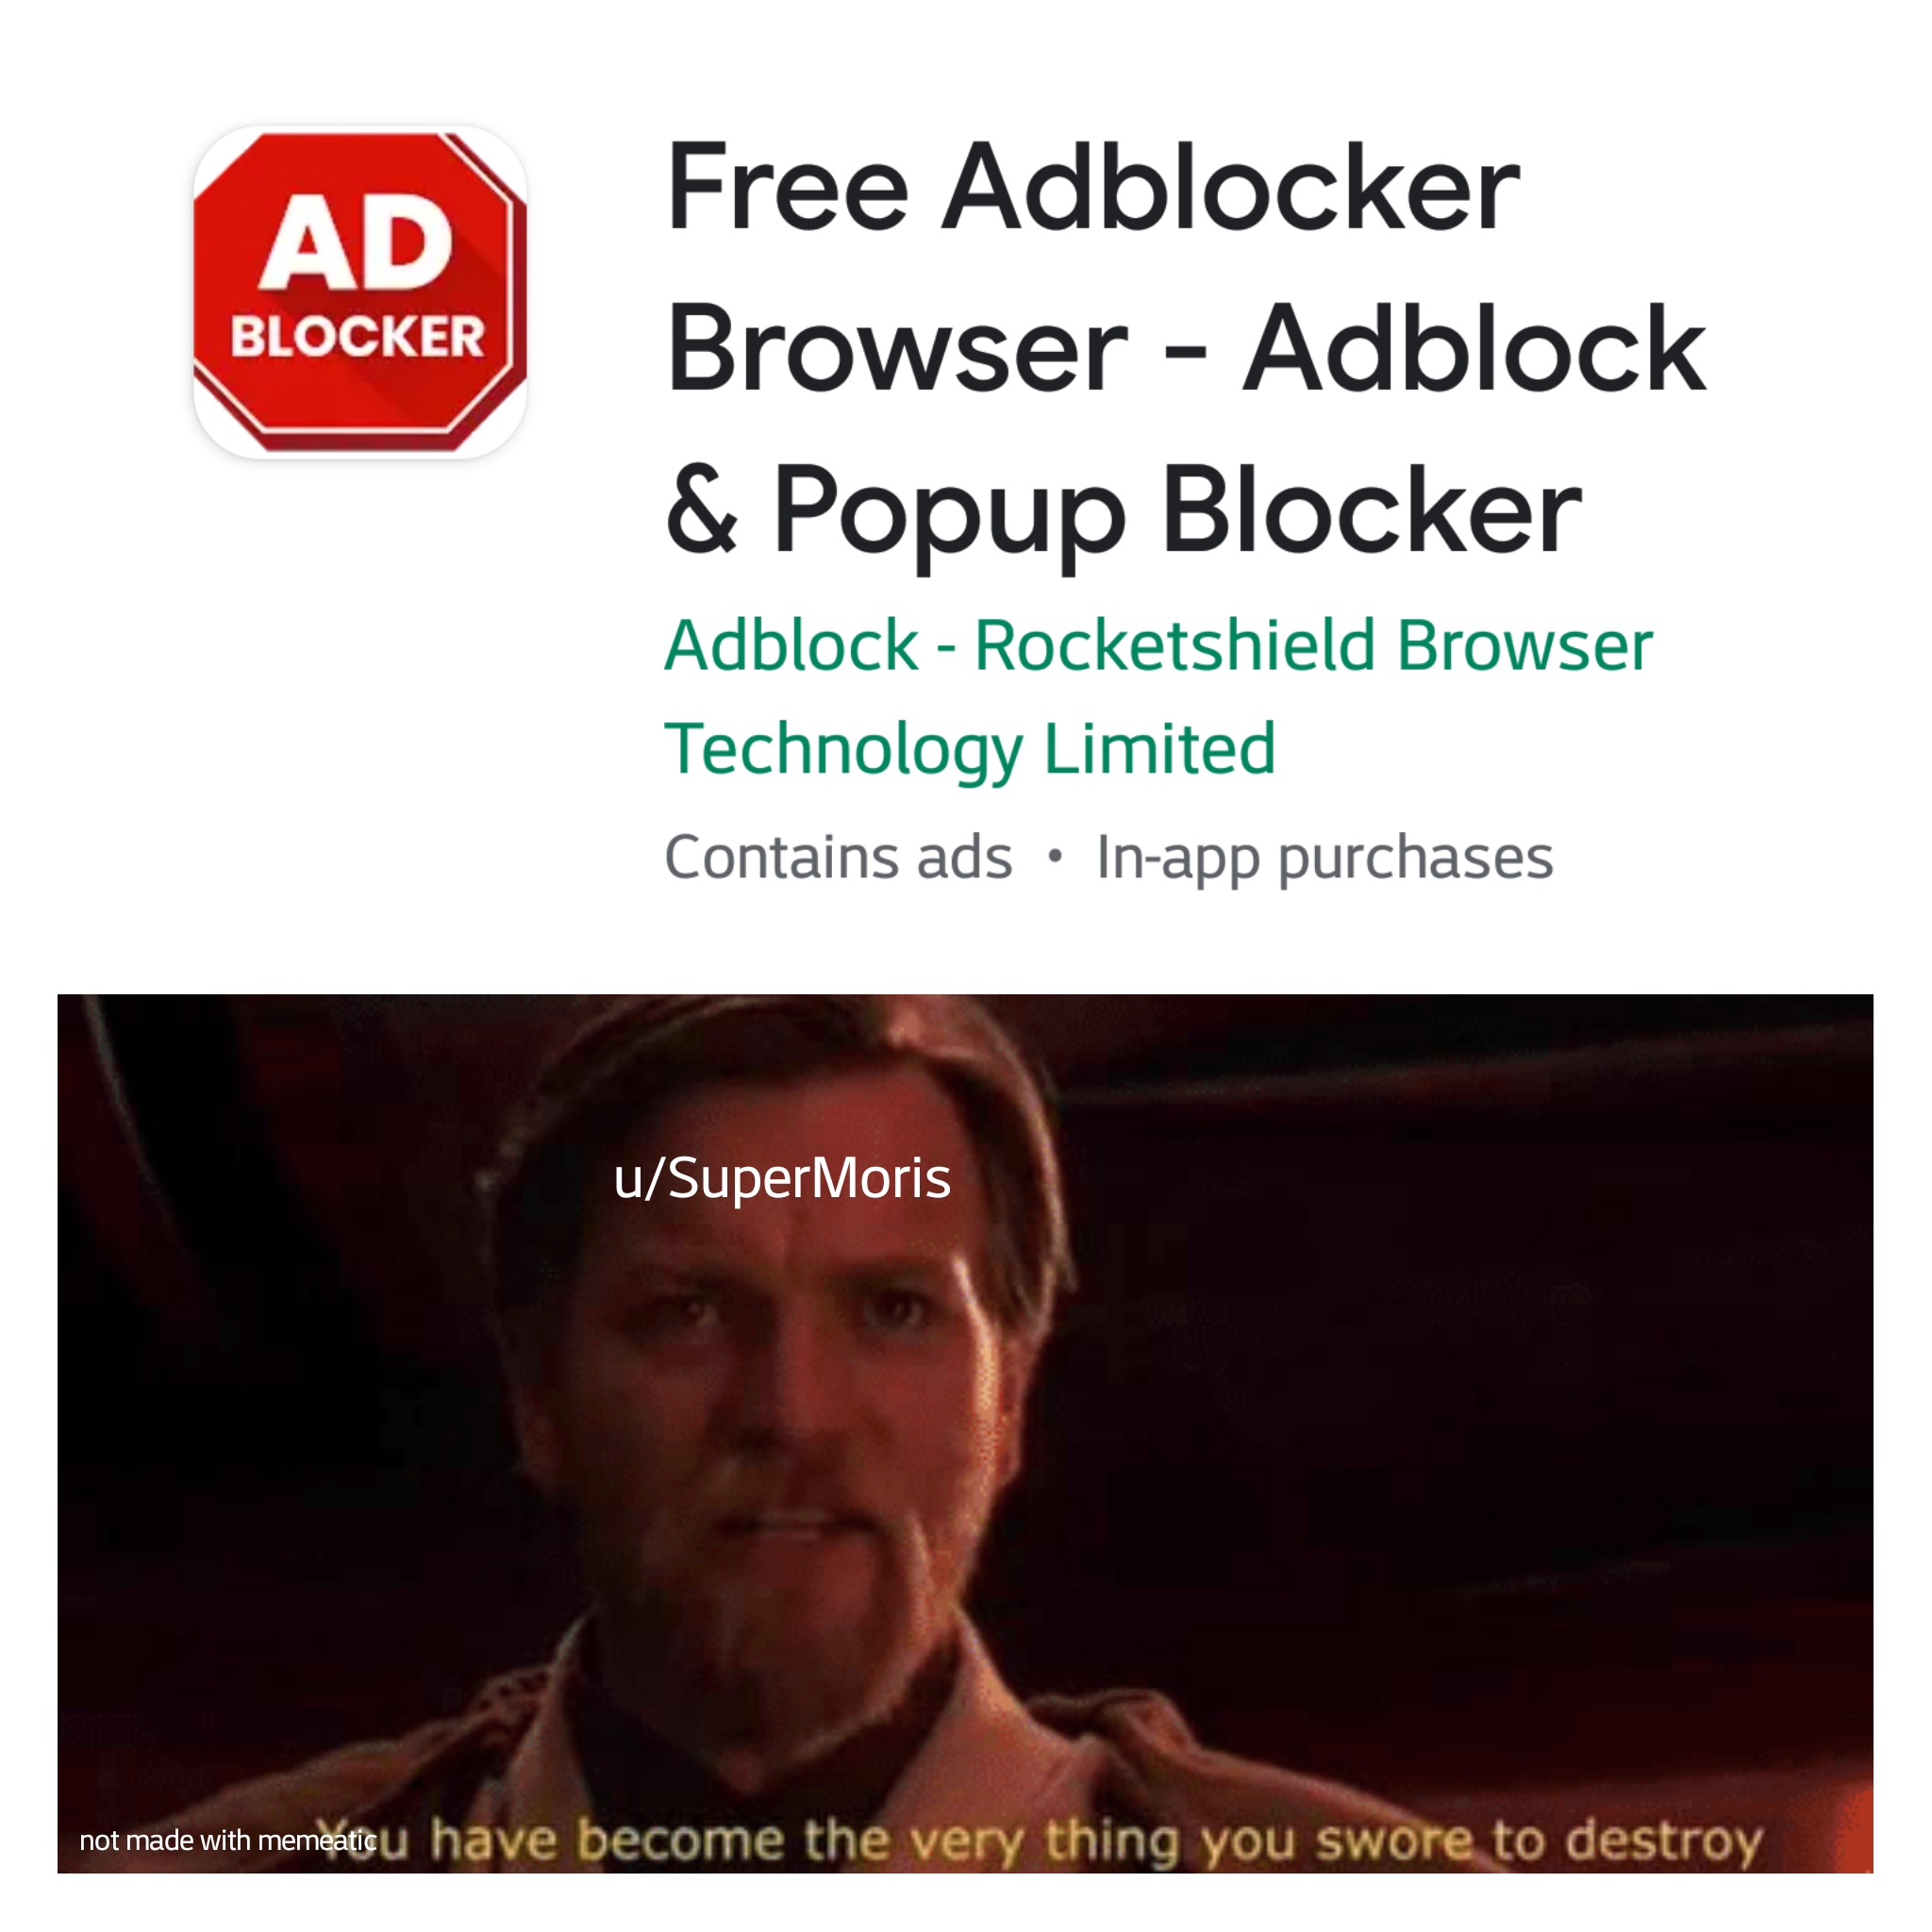 AD
BLOCKER
Free Adblocker
Browser - Adblock
& Popup Blocker
Adblock - Rocketshield Browser
Technology Limited
Contains ads • In-app purchases
u/SuperMoris
not made with memeatic
You have become the very thing you swore to destroy